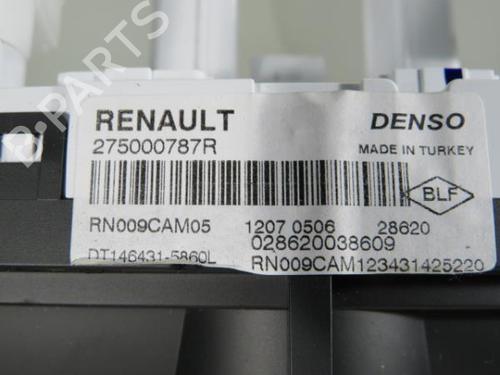 RENAULT DENSO
275000787R MADE IN TURKEY
BLF
RN009CAM05 1207 0506 28620
028620038609
DT146431-5860L RN009CAM123431425220
B-PARTS